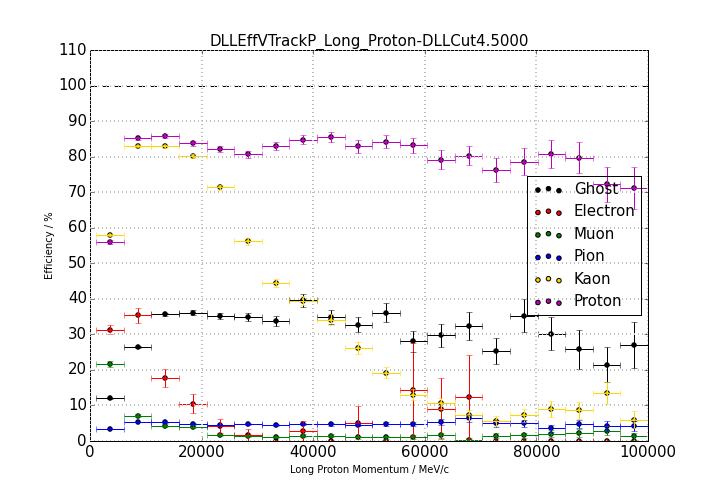 DLLEffVTrackP_Long_Proton-DLLCut4.5000
110
100
90
80
70
60
50
40
30
20
10
0
Efficiency / %
Ghost
Electron
Muon
Pion
Kaon
Proton
0 20000 40000 60000 80000 100000
Long Proton Momentum / MeV/c